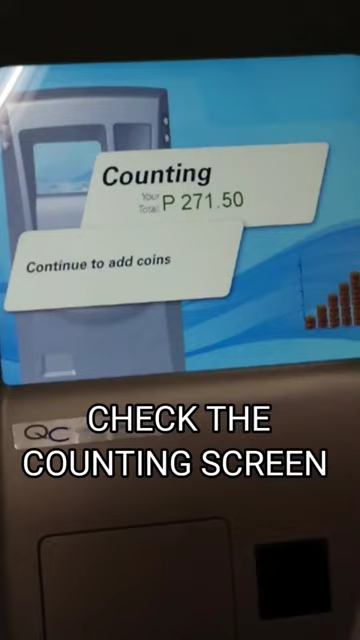 Counting
Your
Total P 271.50
Continue to add coins
QC
CHECK THE
COUNTING SCREEN